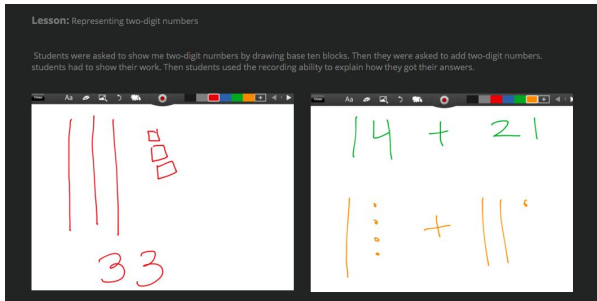 Lesson: Representing two-digit numbers
Students were asked to show me two-digit numbers by drawing base ten blocks. Then they were asked to add two-digit numbers.
students had to show their work. Then students used the recording ability to explain how they got their answers.
Aa
Aa
33
14 + 21
+